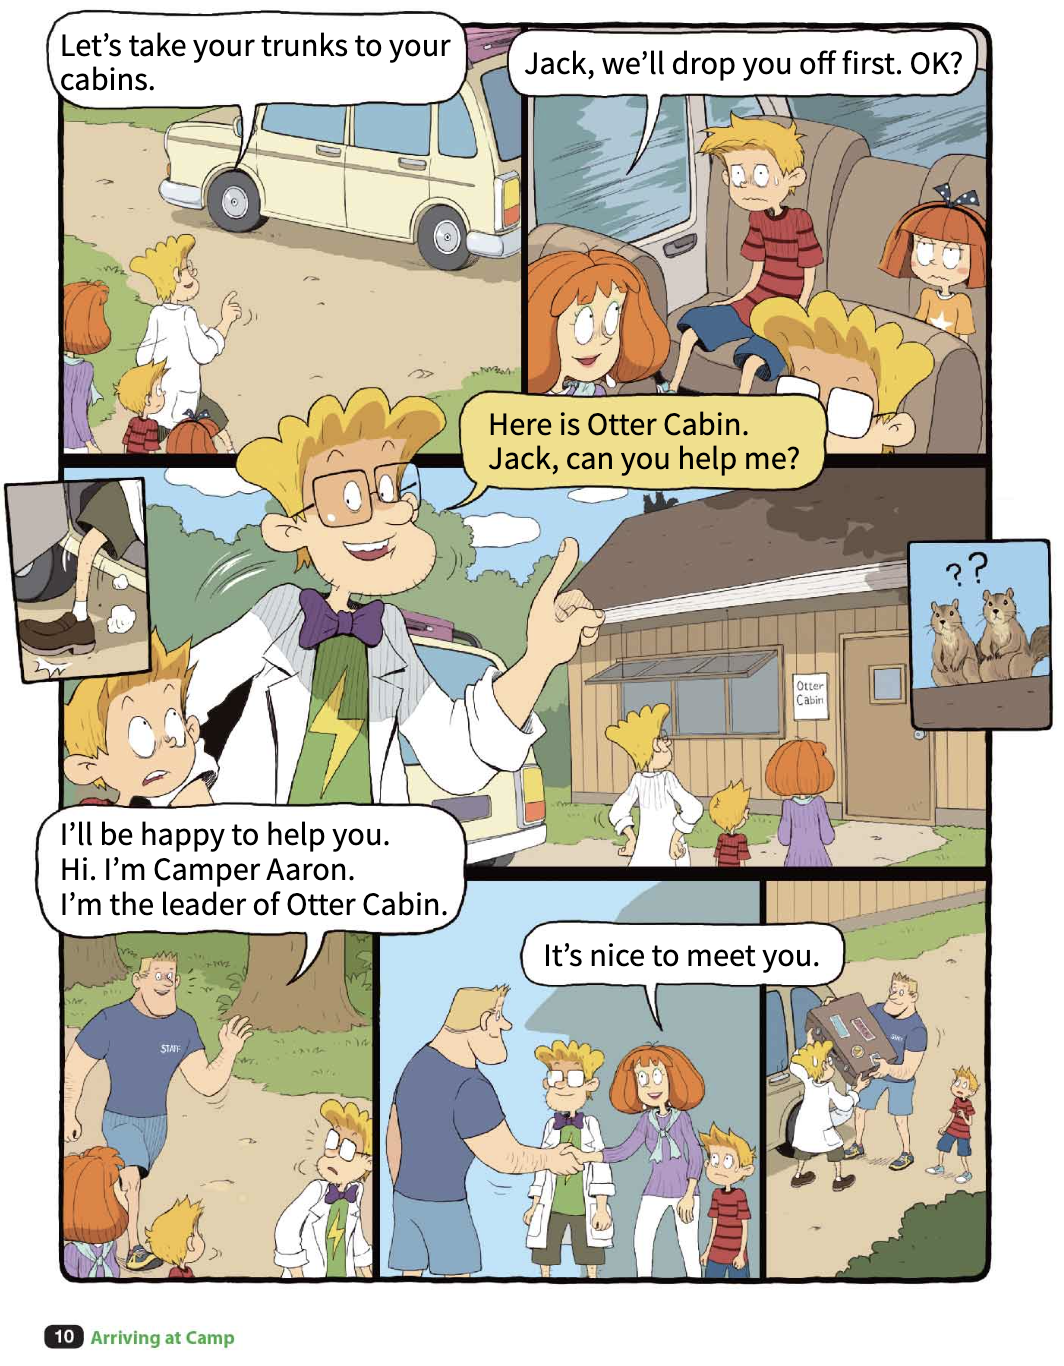 Let's take your trunks to your
cabins.
Jack, we'll drop you off first. OK?
Here is Otter Cabin.
Jack, can you help me?
? ?
Otter
Cabin
I'll be happy to help you.
Hi. I'm Camper Aaron.
I'm the leader of Otter Cabin.
STAFF
It's nice to meet you.
10 Arriving at Camp